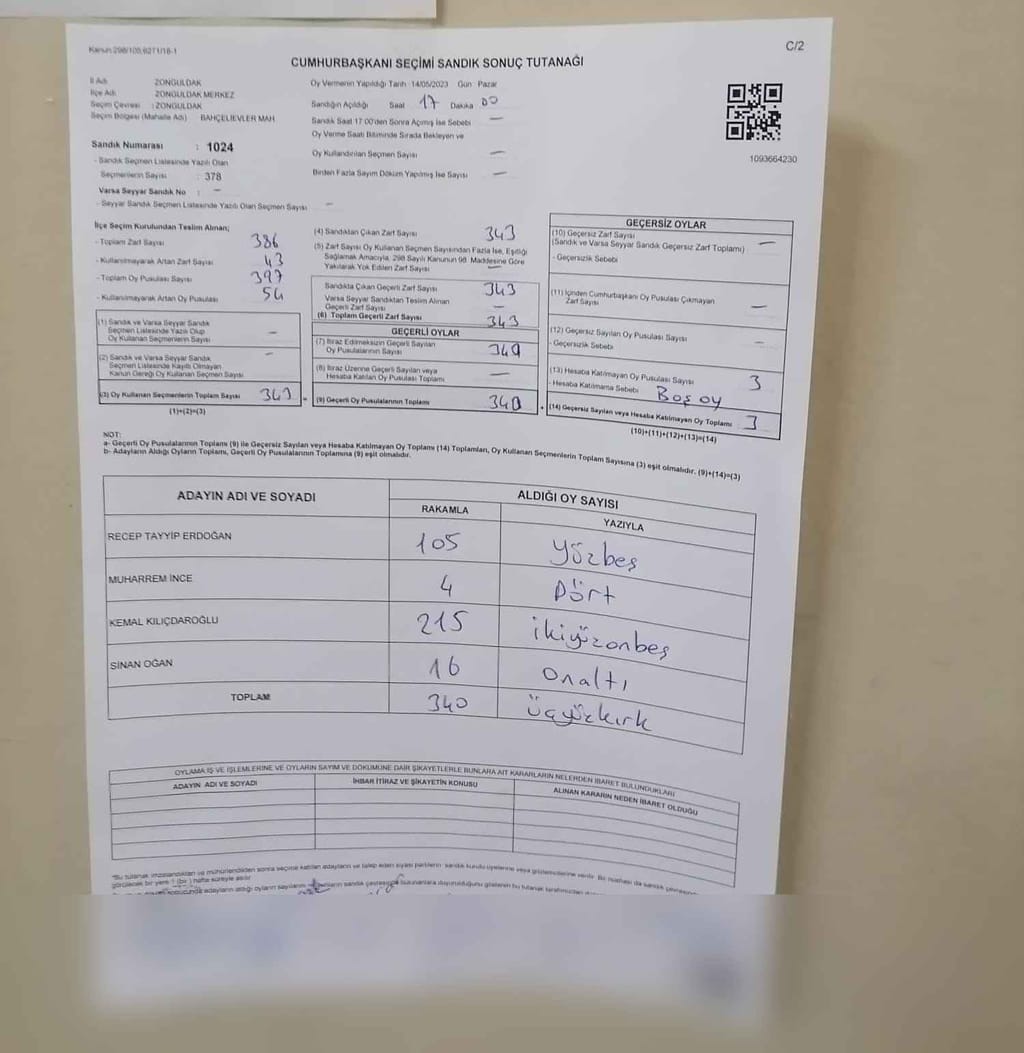 Kanun 298/105,6271/16-1
C/2
CUMHURBAŞKANI SEÇİMİ SANDIK SONUÇ TUTANAĞI
İl Adı ZONGULDAK
İlçe Adı ZONGULDAK MERKEZ
Seçim Çevresi : ZONGULDAK
Seçim Bölgesi (Mahalle Adı) BAHÇELİEVLER MAH
Sandık Numarası : 1024
- Sandık Seçmen Listesinde Yazılı Olan
Seçmenlerin Sayısı : 378
Varsa Seyyar Sandık No : -
- Seyyar Sandık Seçmen Listesinde Yazılı Olan Seçmen Sayısı -
Oy Vermenin Yapıldığı Tarih 14/05/2023 Gün Pazar
Sandığın Açıldığı Saat 17 Dakika 00
Sandık Saat 17:00'den Sonra Açılmış İse Sebebi -
Oy Verme Saati Bitiminde Sırada Bekleyen ve
Oy Kullandırılan Seçmen Sayısı -
Birden Fazla Sayım Döküm Yapılmış İse Sayısı -
1093664230
İlçe Seçim Kurulundan Teslim Alınan;
- Toplam Zarf Sayısı 386
- Kullanılmayarak Artan Zarf Sayısı 43
- Toplam Oy Pusulası Sayısı 397
- Kullanılmayarak Artan Oy Pusulası 54
(1) Sandık ve Varsa Seyyar Sandık
Seçmen Listesinde Yazılı Olup
Oy Kullanan Seçmenlerin Sayısı -
(2) Sandık ve Varsa Seyyar Sandık
Seçmen Listesinde Kayıtlı Olmayan
Kanun Gereği Oy Kullanan Seçmen Sayısı -
(3) Oy Kullanan Seçmenlerin Toplam Sayısı 343
(1)+(2)=(3)
(4) Sandıktan Çıkan Zarf Sayısı 343
(5) Zarf Sayısı Oy Kullanan Seçmen Sayısından Fazla İse, Eşitliği
Sağlamak Amacıyla, 298 Sayılı Kanunun 98. Maddesine Göre
Yakılarak Yok Edilen Zarf Sayısı -
Sandıkta Çıkan Geçerli Zarf Sayısı 343
Varsa Seyyar Sandıktan Teslim Alınan
Geçerli Zarf Sayısı -
(6) Toplam Geçerli Zarf Sayısı 343
GEÇERLİ OYLAR
(7) İtiraz Edilmeksizin Geçerli Sayılan
Oy Pusulalarının Sayısı 340
(8) İtiraz Üzerine Geçerli Sayılan veya
Hesaba Katılan Oy Pusulası Toplamı -
(9) Geçerli Oy Pusulalarının Toplamı 340
GEÇERSİZ OYLAR
(10) Geçersiz Zarf Sayısı -
(Sandık ve Varsa Seyyar Sandık Geçersiz Zarf Toplamı)
- Geçersizlik Sebebi
(11) İçinden Cumhurbaşkanı Oy Pusulası Çıkmayan
Zarf Sayısı -
(12) Geçersiz Sayılan Oy Pusulası Sayısı -
- Geçersizlik Sebebi
(13) Hesaba Katılmayan Oy Pusulası Sayısı 3
- Hesaba Katılmama Sebebi Boş oy
(14) Geçersiz Sayılan veya Hesaba Katılmayan Oy Toplamı 3
(10)+(11)+(12)+(13)=(14)
NOT:
a- Geçerli Oy Pusulalarının Toplamı (9) ile Geçersiz Sayılan veya Hesaba Katılmayan Oy Toplamı (14) Toplamları, Oy Kullanan Seçmenlerin Toplam Sayısına (3) eşit olmalıdır. (9)+(14)=(3)
b- Adayların Aldığı Oyların Toplamı, Geçerli Oy Pusulalarının Toplamına (9) eşit olmalıdır.
ADAYIN ADI VE SOYADI ALDIĞI OY SAYISI
RAKAMLA YAZIYLA
RECEP TAYYİP ERDOĞAN 105 Yüzbeş
MUHARREM İNCE 4 Dört
KEMAL KILIÇDAROĞLU 215 ikiyüzonbeş
SİNAN OĞAN 16 onaltı
TOPLAM 340 üçyüzkırk
OYLAMA İŞ VE İŞLEMLERİNE VE OYLARIN SAYIM VE DÖKÜMÜNE DAİR ŞİKAYETLERLE BUNLARA AİT KARARLARIN NELERDEN İBARET BULUNDUKLARI
ADAYIN ADI VE SOYADI İHBAR İTİRAZ VE ŞİKAYETİN KONUSU ALINAN KARARIN NEDEN İBARET OLDUĞU
"Bu tutanak imzalandıktan ve mühürlendikten sonra seçime katılan adayların ve talep eden siyasi partilerin sandık kurulu üyelerine veya gözlemcilerine verilir. Bir nüshası da sandık çevresinde
görülecek bir yere 1 (bir) hafta süreyle asılır